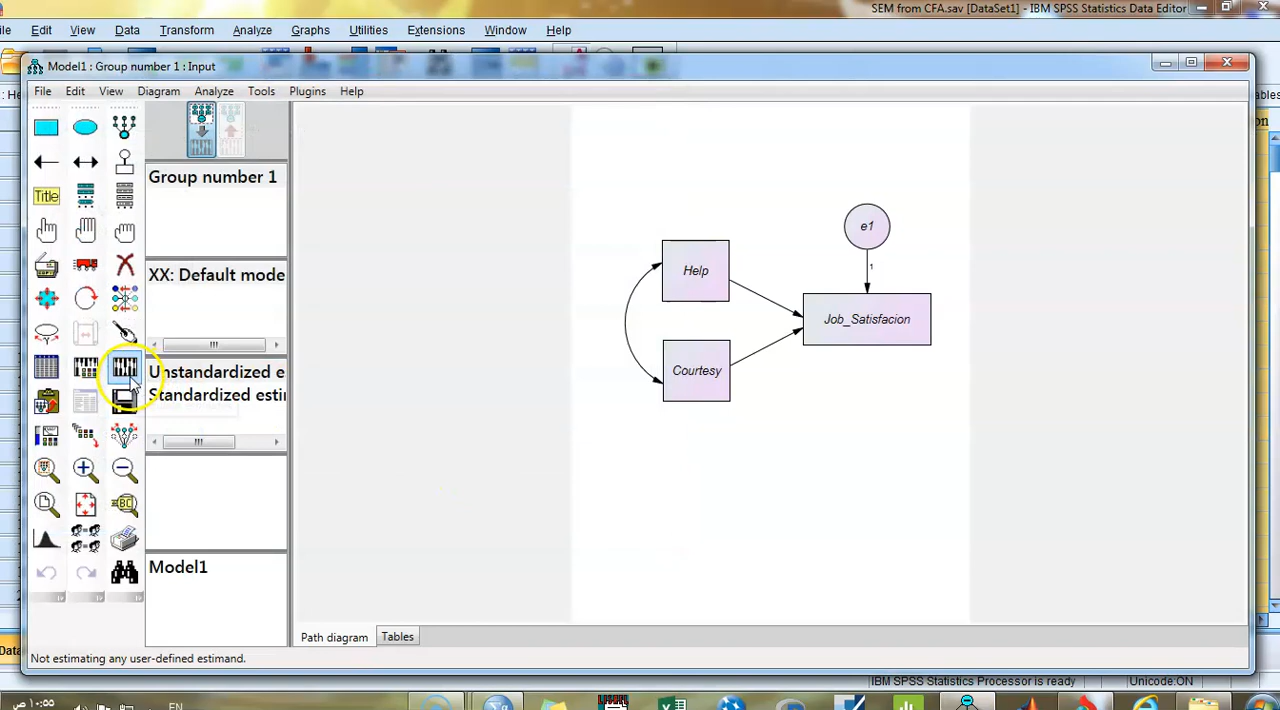 SEM from CFA.sav [DataSet1] - IBM SPSS Statistics Data Editor
Edit View Data Transform Analyze Graphs Utilities Extensions Window Help
Model1 : Group number 1 : Input
File Edit View Diagram Analyze Tools Plugins Help
Title
Group number 1
XX: Default mode
Unstandardized e
Standardized esti
Model1
e1
1
Help
Job_Satisfacion
Courtesy
Path diagram Tables
Not estimating any user-defined estimand.
IBM SPSS Statistics Processor is ready Unicode:ON
١٠:٥٥
EN